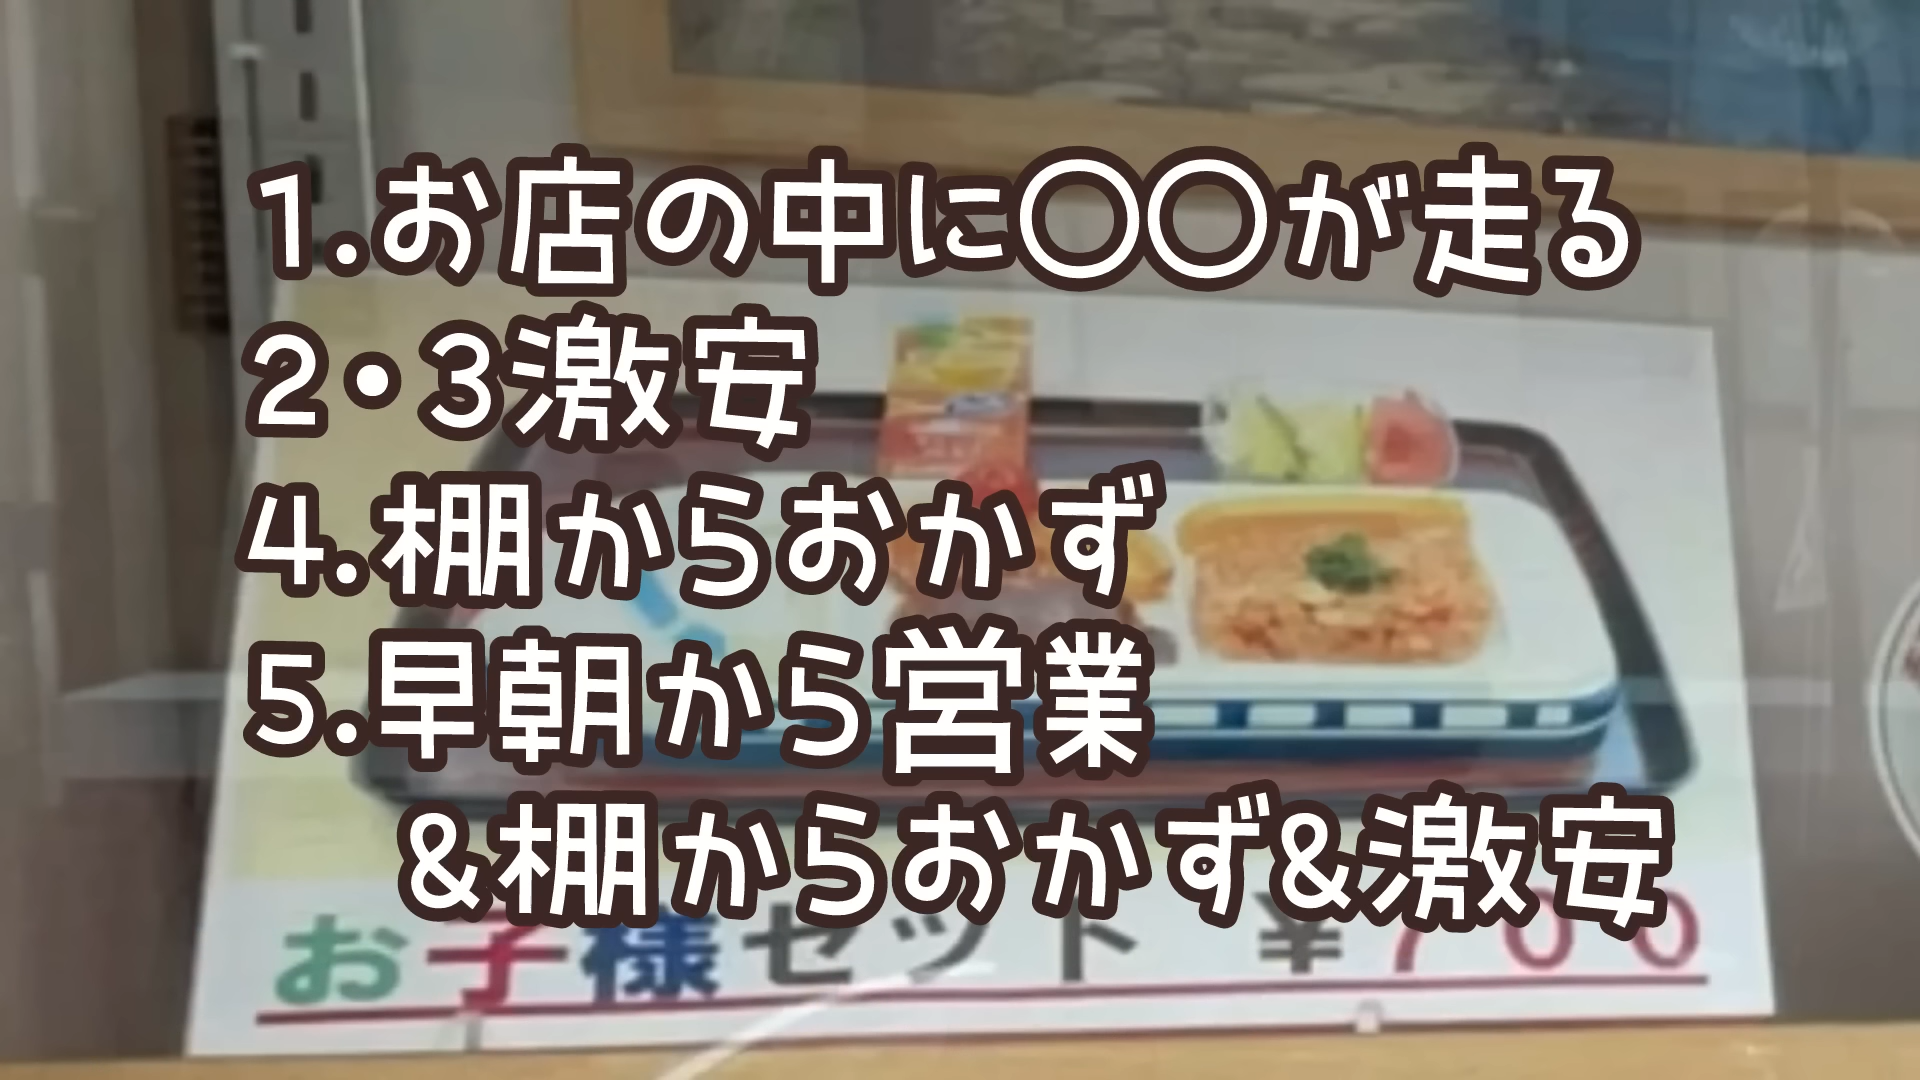 1.お店の中に〇〇が走る
2・3激安
4.棚からおかず
5.早朝から営業
&棚からおかず&激安
お子様セット ¥700